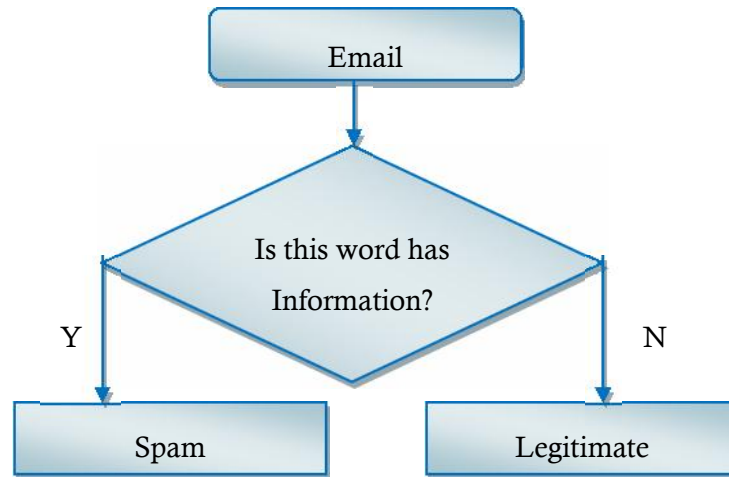 Email
Is this word has
Information?
Y
N
Spam
Legitimate